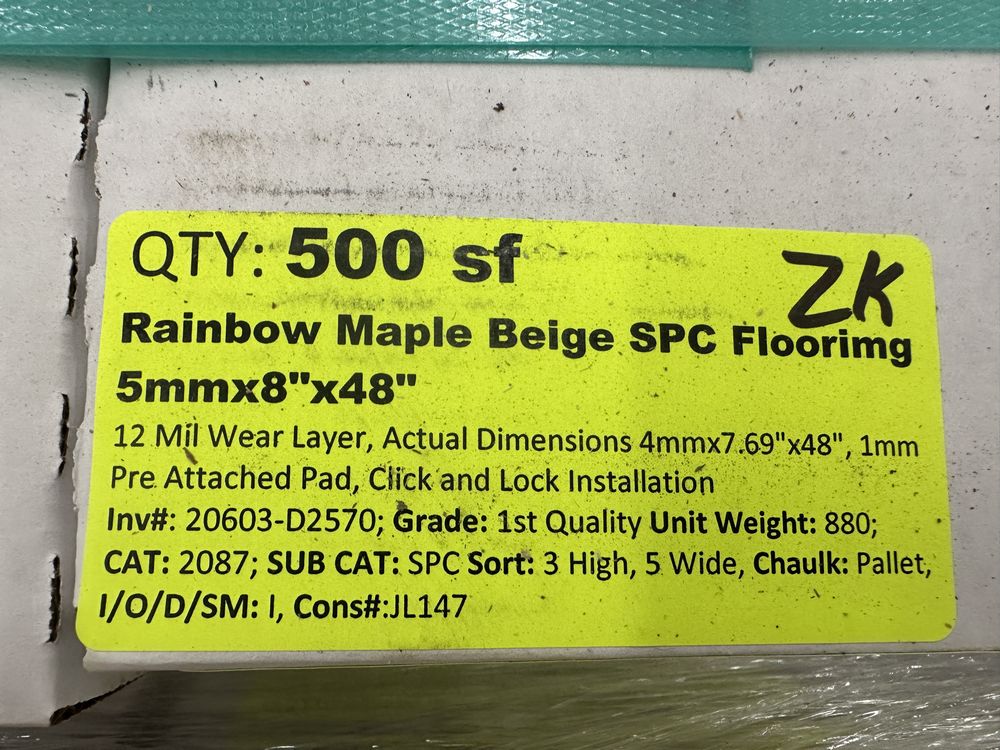 QTY: 500 sf
ZK
Rainbow Maple Beige SPC Floorimg
5mmx8"x48"
12 Mil Wear Layer, Actual Dimensions 4mmx7.69"x48", 1mm
Pre Attached Pad, Click and Lock Installation
Inv#: 20603-D2570; Grade: 1st Quality Unit Weight: 880;
CAT: 2087; SUB CAT: SPC Sort: 3 High, 5 Wide, Chaulk: Pallet,
I/O/D/SM: I, Cons#:JL147